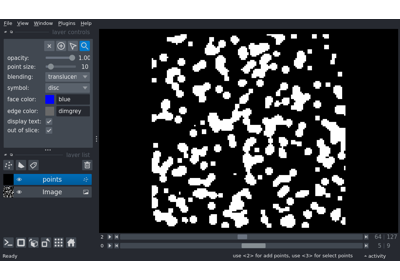 File View Window Plugins Help
layer controls
opacity: 1.00
point size: 10
blending: translucen
symbol: disc
face color: blue
edge color: dimgrey
display text:
out of slice:
layer list
points
Image
2 64 127
0 5 9
Ready use <2> for add points, use <3> for select points activity